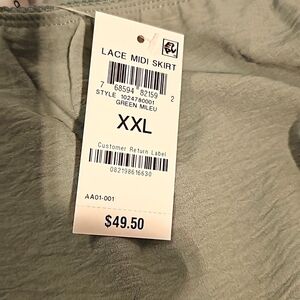 LACE MIDI SKIRT
7 68594 82159 2
STYLE 1024780001
GREEN MILEU
XXL
Customer Return Label
082198616630
AA01-001
$49.50